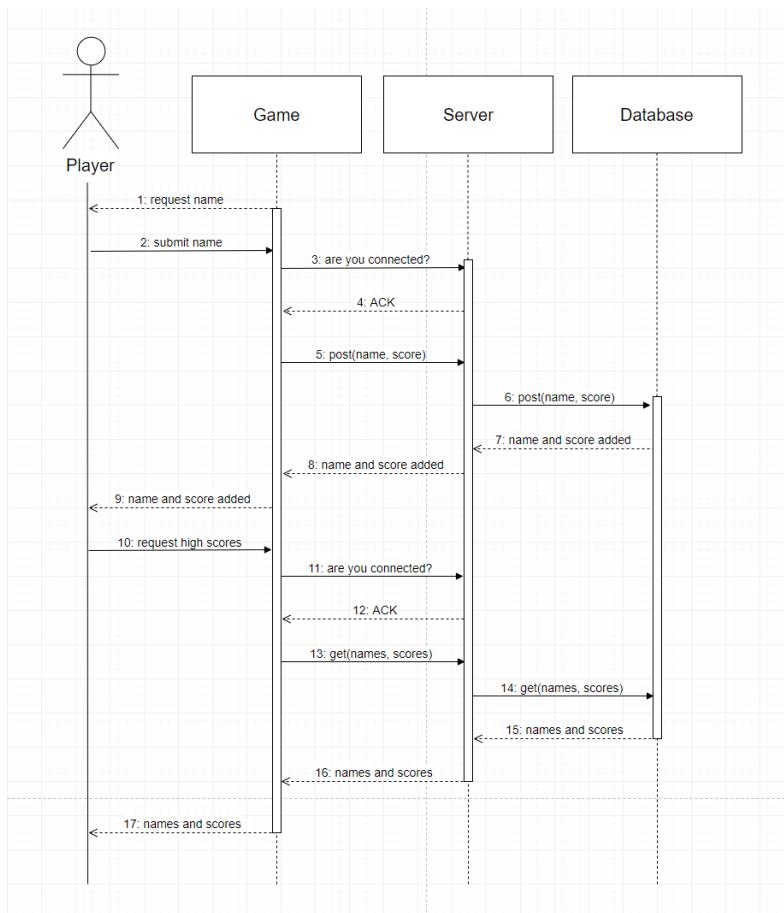 Game
Server
Database
Player
1: request name
2: submit name
3: are you connected?
4: ACK
5: post(name, score)
6: post(name, score)
7: name and score added
8: name and score added
9: name and score added
10: request high scores
11: are you connected?
12: ACK
13: get(names, scores)
14: get(names, scores)
15: names and scores
16: names and scores
17: names and scores